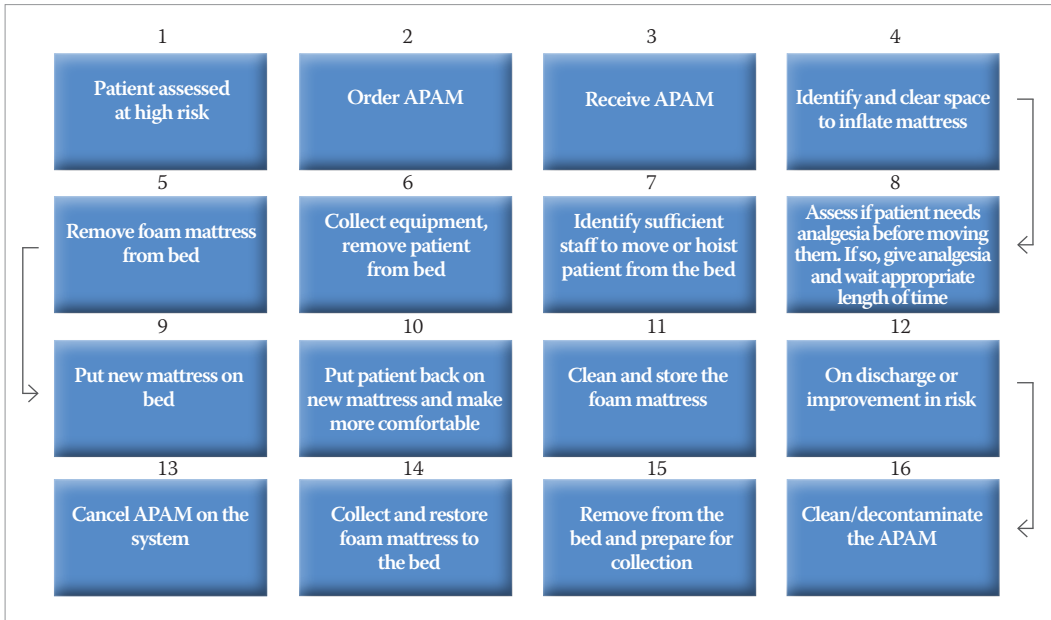 1
2
3
4
Patient assessed
at high risk
Order APAM
Receive APAM
Identify and clear space
to inflate mattress
5
6
7
8
Remove foam mattress
from bed
Collect equipment,
remove patient
from bed
Identify sufficient
staff to move or hoist
patient from the bed
Assess if patient needs
analgesia before moving
them. If so, give analgesia
and wait appropriate
length of time
9
10
11
12
Put new mattress on
bed
Put patient back on
new mattress and make
more comfortable
Clean and store the
foam mattress
On discharge or
improvement in risk
13
14
15
16
Cancel APAM on the
system
Collect and restore
foam mattress to
the bed
Remove from the
bed and prepare for
collection
Clean/decontaminate
the APAM